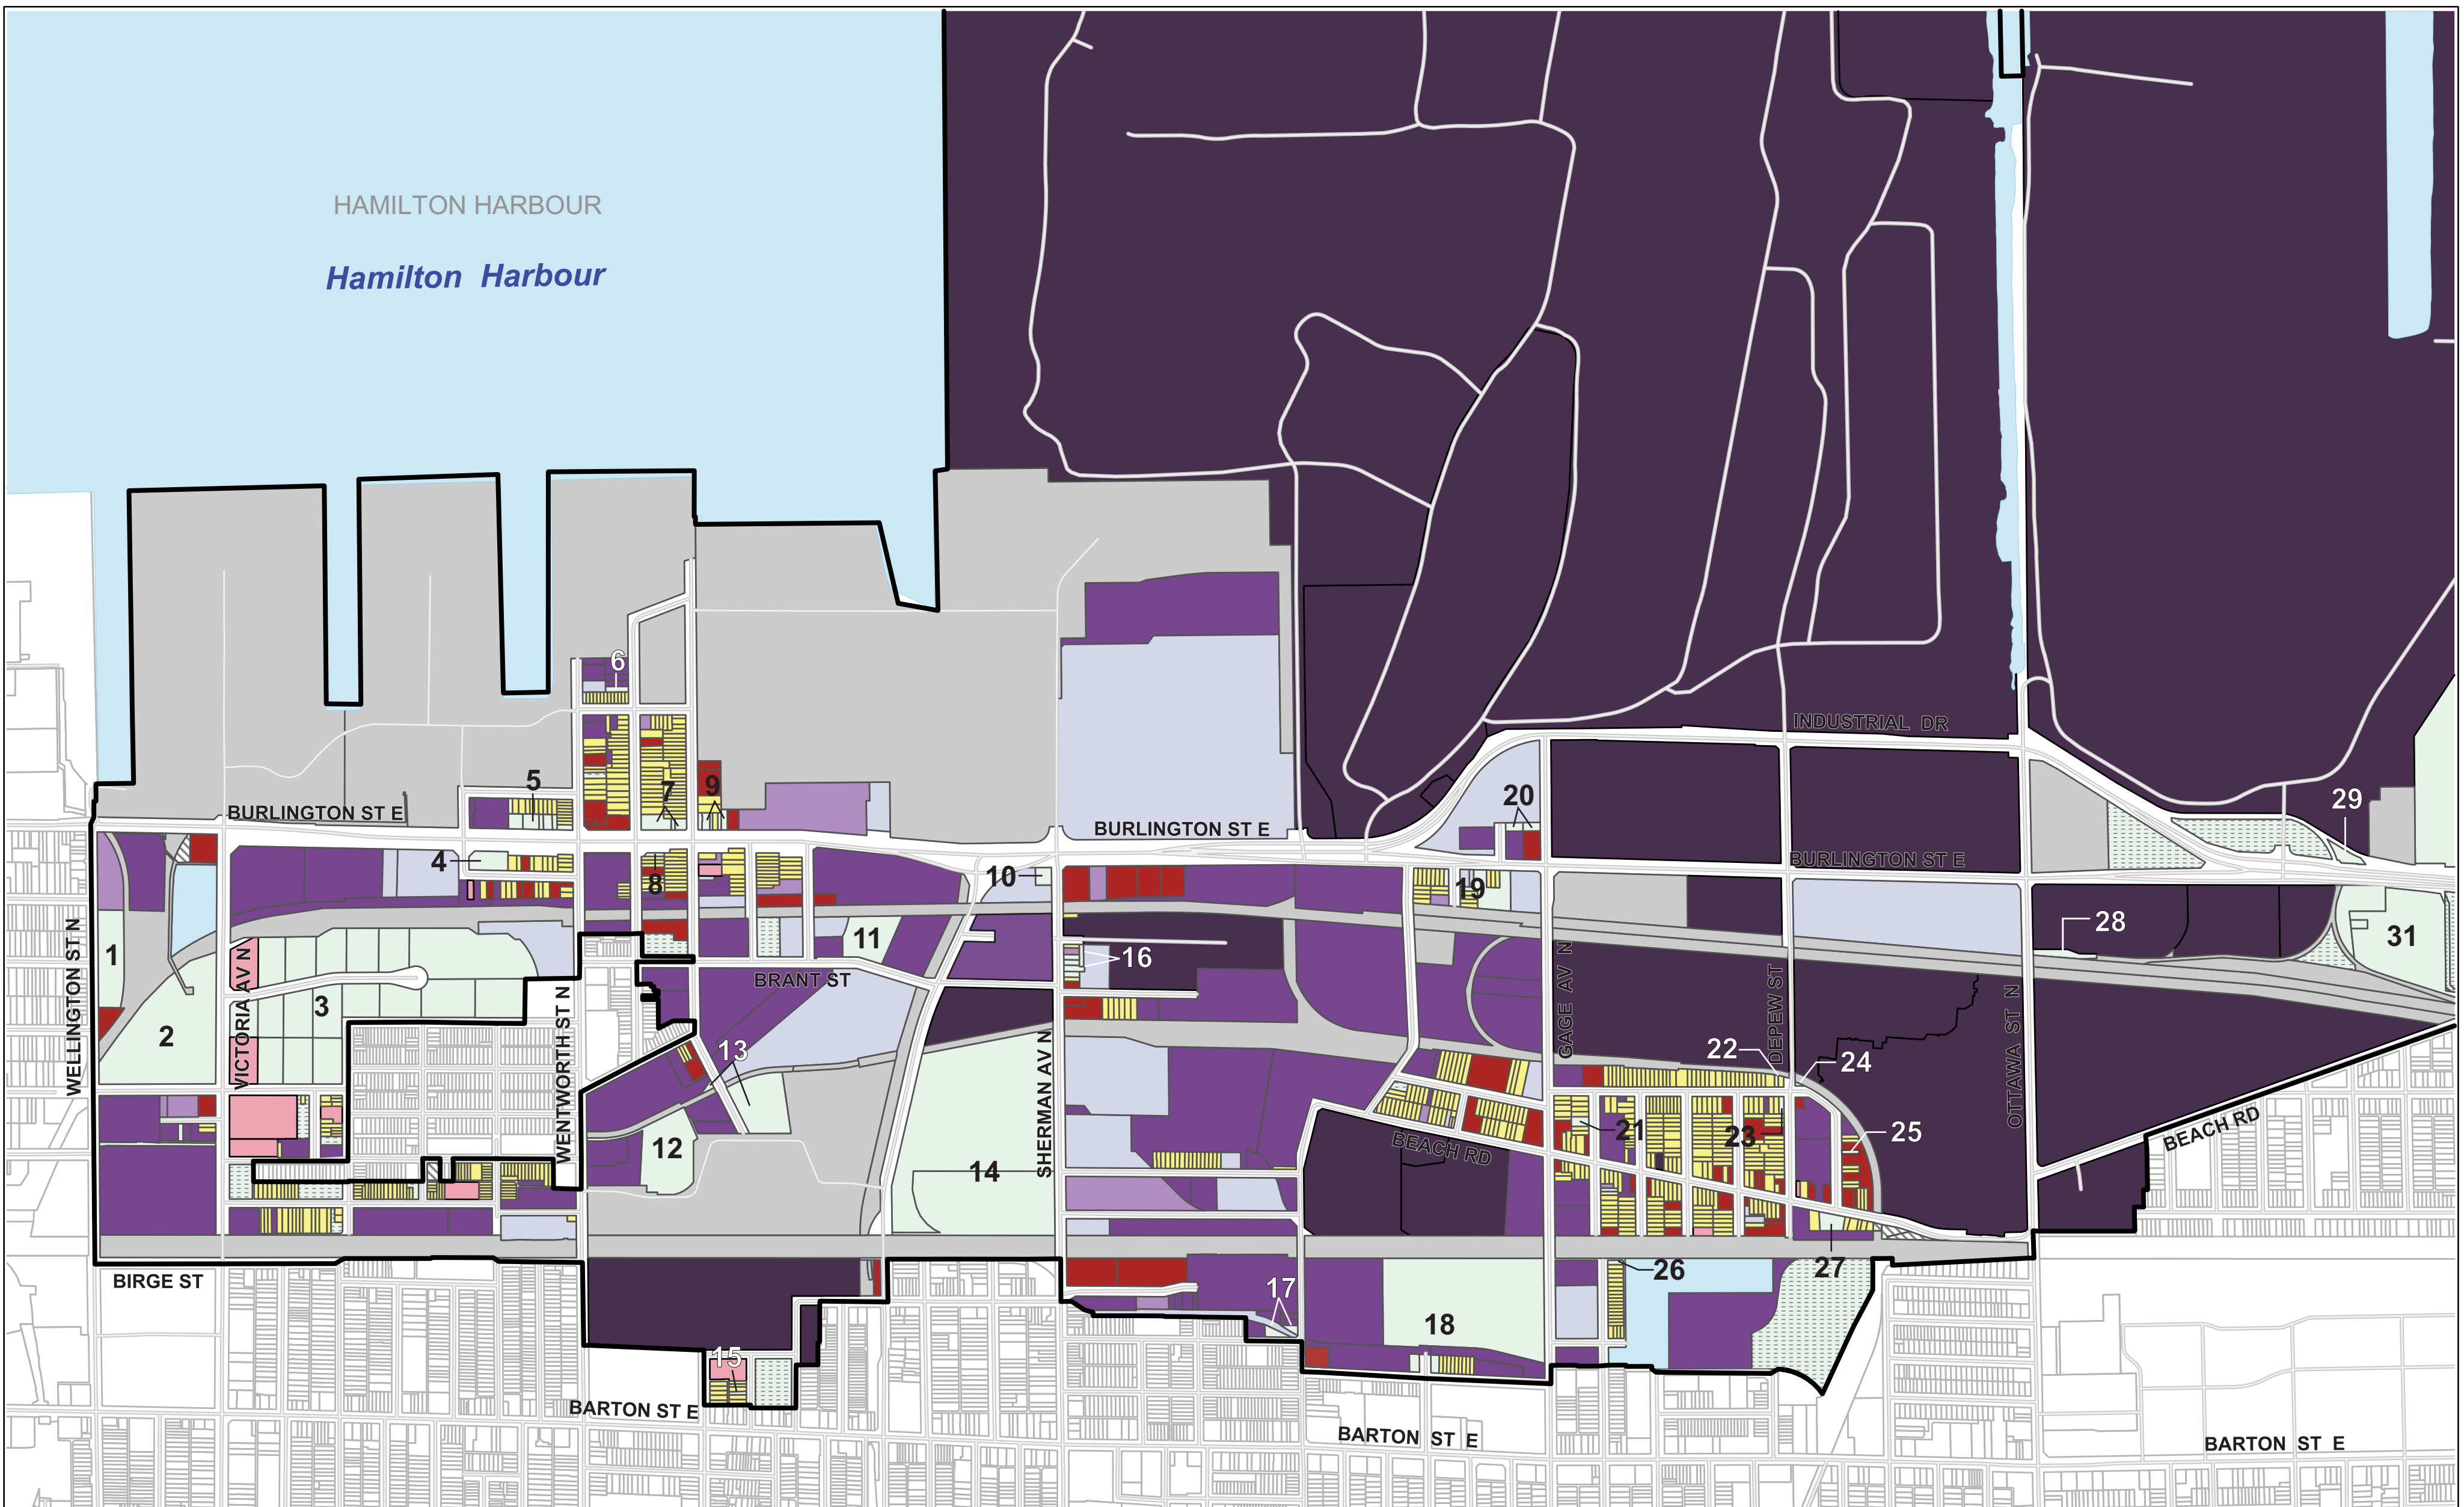 HAMILTON HARBOUR
Hamilton Harbour
6
INDUSTRIAL DR
5
7
9
20
29
BURLINGTON ST E
BURLINGTON ST E
BURLINGTON ST E
4
8
10
19
28
31
11
16
1
WELLINGTON ST N
VICTORIA AV N
3
2
BRANT ST
WENTWORTH ST N
13
SHERMAN AV N
GAGE AV N
DEPEW ST
OTTAWA ST N
22
24
12
14
BEACH RD
21
23
25
BEACH RD
BIRGE ST
17
18
26
27
15
BARTON ST E
BARTON ST E
BARTON ST E